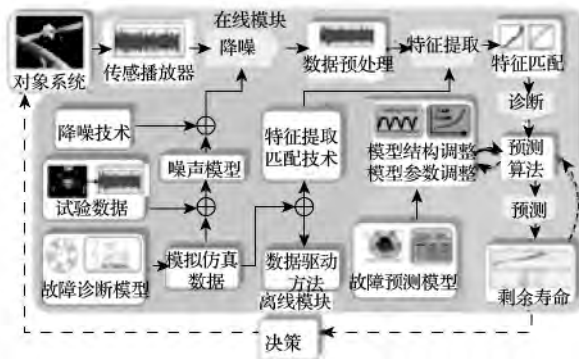 在线模块
对象系统
传感播放器
降噪
数据预处理
特征提取
特征匹配
诊断
降噪技术
特征提取
匹配技术
模型结构调整
模型参数调整
预测
算法
噪声模型
试验数据
预测
故障诊断模型
模拟仿真
数据
数据驱动
方法
故障预测模型
剩余寿命
离线模块
决策